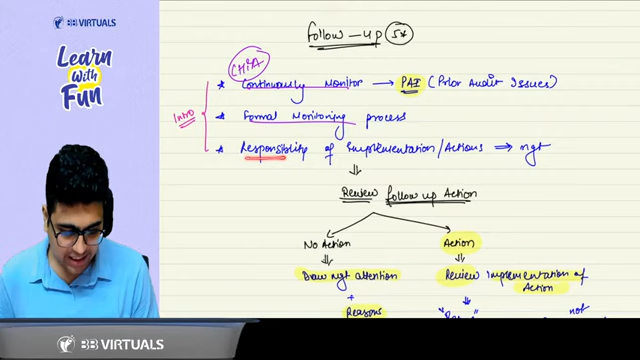 BB VIRTUALS
Learn
With
Fun
Follow-up 5*
CHIA
Intro
* Continuously Monitor → PAI (Prior Audit Issues)
* Formal Monitoring process
* Responsibility of Implementation/Actions ⇒ mgt
⇓
Review follow up Action
No Action Action
⇓ ⇓
Draw mgt attention Review implementation of
+ Action
Reasons not
BB VIRTUALS